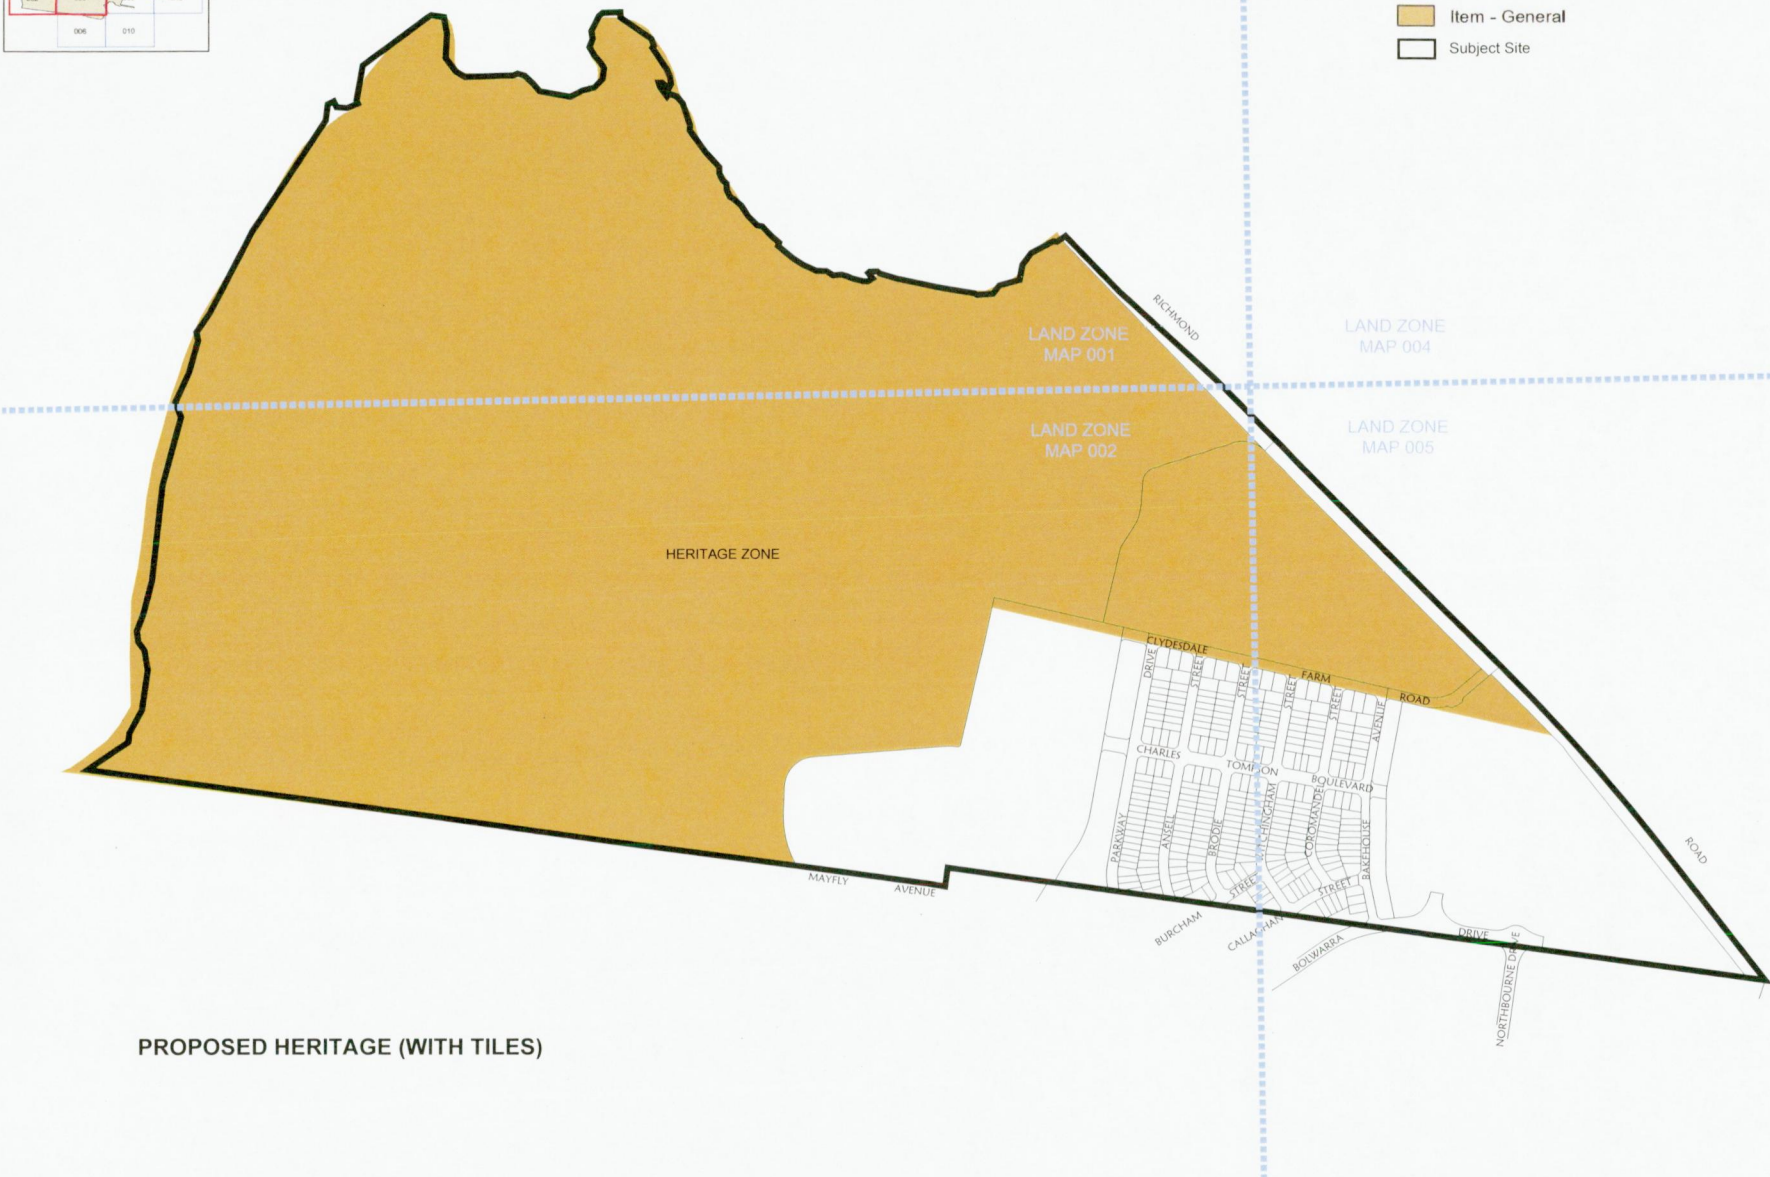 006
010
Item - General
Subject Site
RICHMOND
LAND ZONE
MAP 001
LAND ZONE
MAP 004
LAND ZONE
MAP 002
LAND ZONE
MAP 005
HERITAGE ZONE
CLYDESDALE
FARM
ROAD
DRIVE
STREET
STREET
STREET
STREET
AVENUE
CHARLES
TOMPSON
BOULEVARD
PARKWAY
ANSELL
BRODIE
COROMANDEL
BAKEHOUSE
ROAD
MAYFLY
AVENUE
STREET
STREET
BURCHAM
CALLAGHAN
BOLWARRA
DRIVE
NORTHBOURNE DRIVE
PROPOSED HERITAGE (WITH TILES)